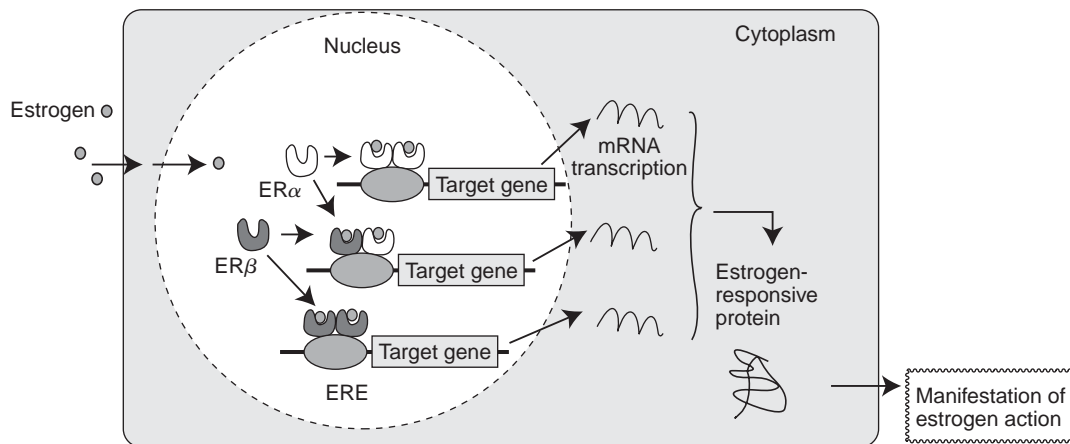 Nucleus
Cytoplasm
Estrogen
mRNA
transcription
ERα
Target gene
ERβ
Target gene
Estrogen-
responsive
protein
Target gene
ERE
Manifestation of
estrogen action